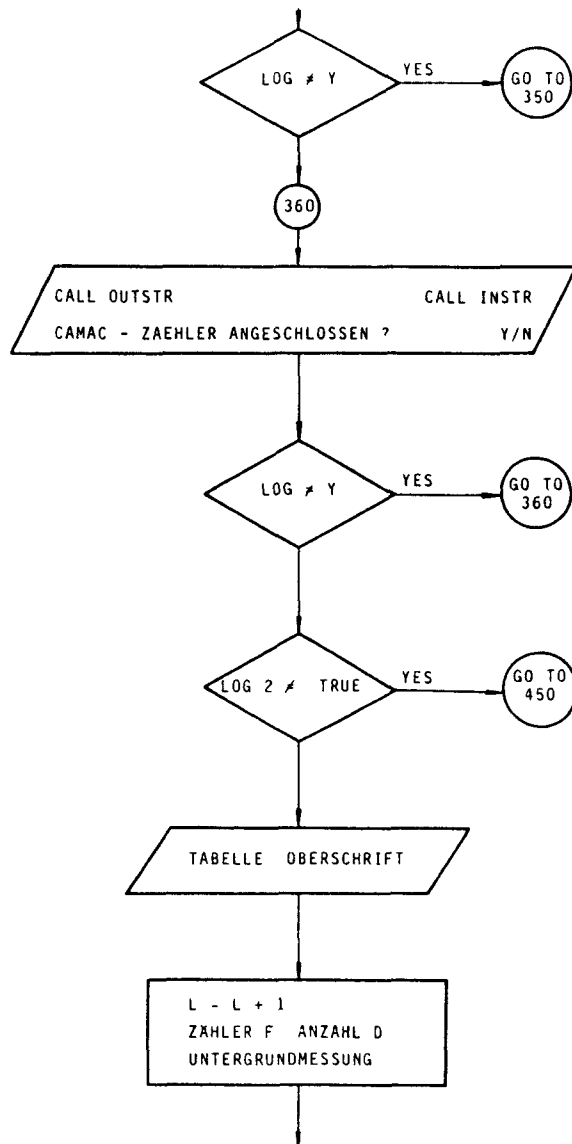 LOG ≠ Y
YES
GO TO
350
360
CALL OUTSTR CALL INSTR
CAMAC - ZAEHLER ANGESCHLOSSEN ? Y/N
LOG ≠ Y
YES
GO TO
360
LOG 2 ≠ TRUE
YES
GO TO
450
TABELLE OBERSCHRIFT
L - L + 1
ZÄHLER F ANZAHL D
UNTERGRUNDMESSUNG